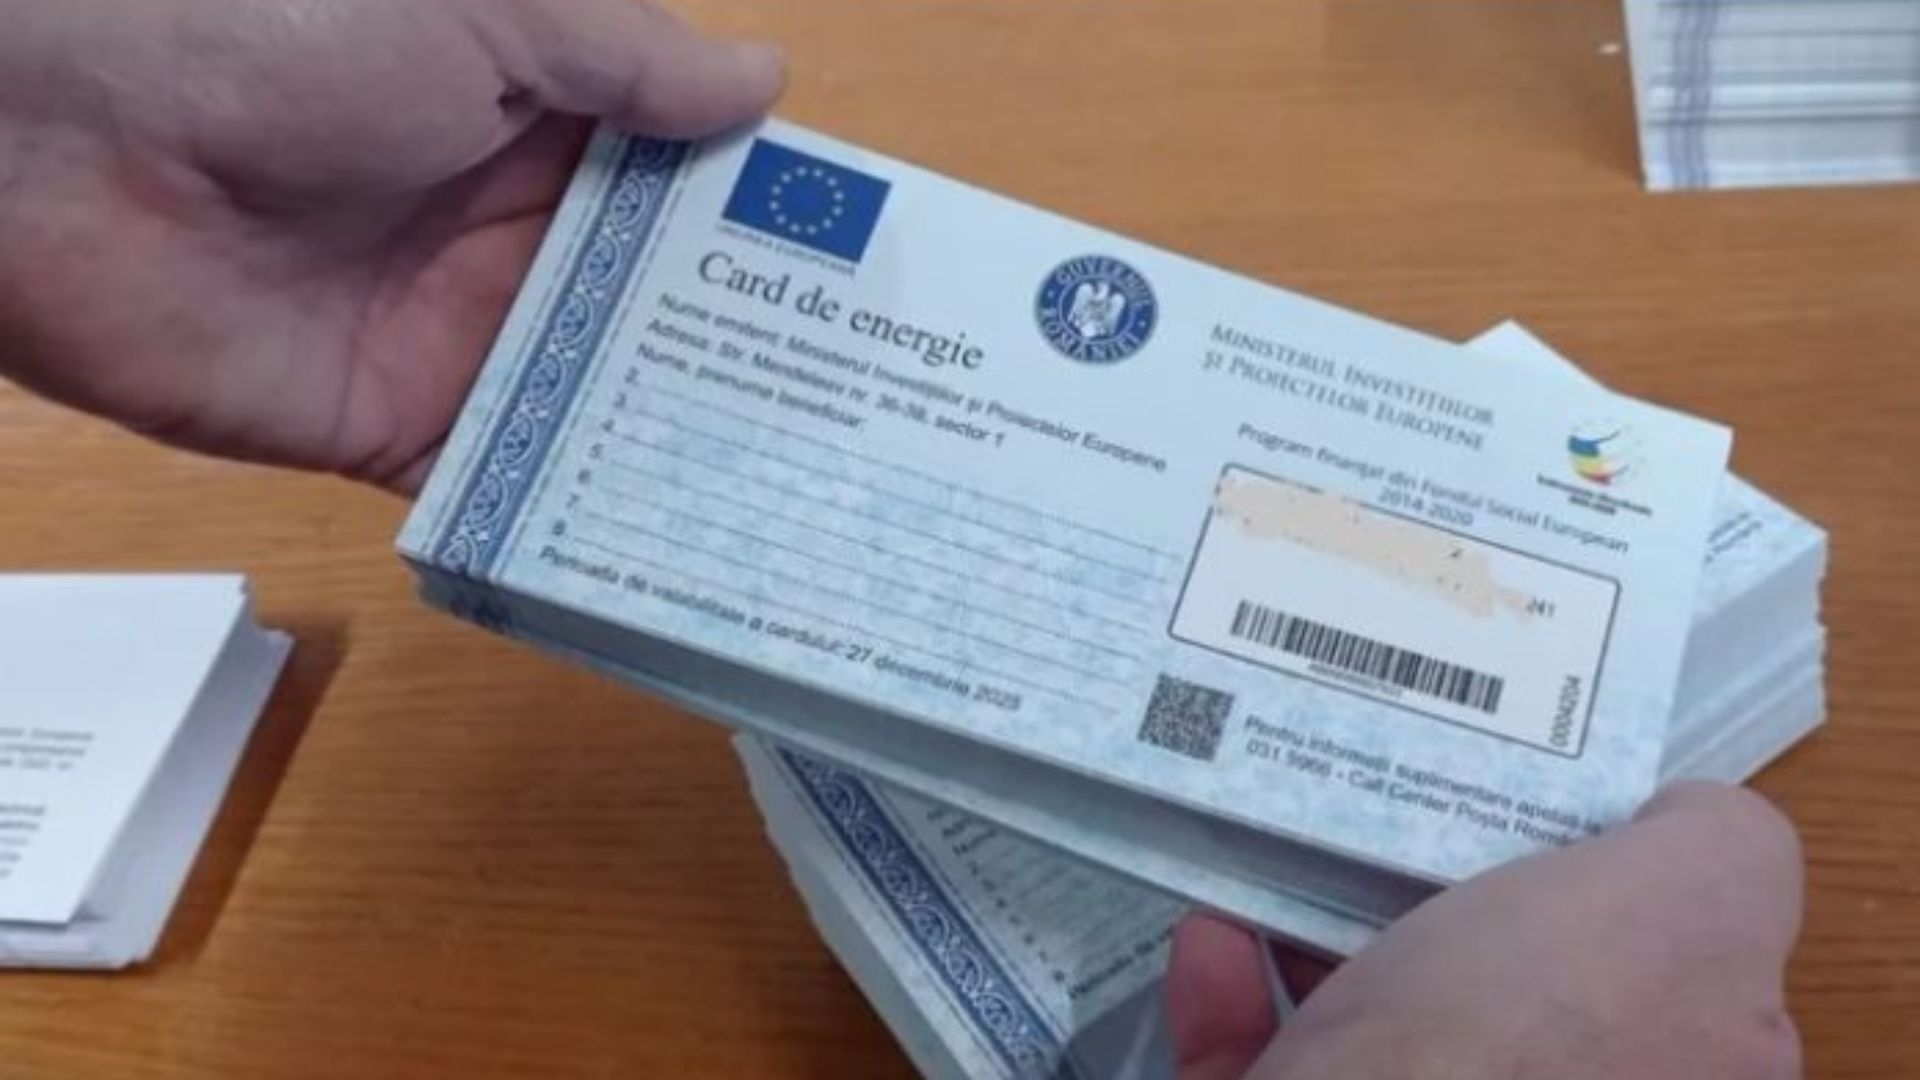 UNIUNEA EUROPEANĂ
Card de energie
Nume emitent: Ministerul Investițiilor și Proiectelor Europene
Adresa: Str. Mendeleev nr. 36-38, sector 1
Nume, prenume beneficiar:
2.
3.
4.
5.
6.
7.
8.
Perioada de valabilitate a cardului: 27 decembrie 2025
GUVERNUL ROMÂNIEI
MINISTERUL INVESTIȚIILOR
ȘI PROIECTELOR EUROPENE
Program finanțat din Fondul Social European
2014-2020
241
0004204
Pentru informații suplimentare apelați
031 9966 - Call Center Poșta